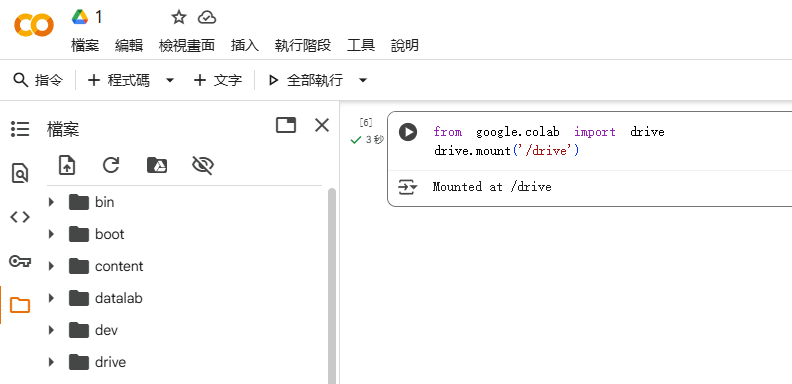 CO
1
檔案 編輯 檢視畫面 插入 執行階段 工具 說明
指令 + 程式碼 + 文字 全部執行
檔案
bin
boot
content
datalab
dev
drive
[6]
3 秒
from google.colab import drive
drive.mount('/drive')
Mounted at /drive